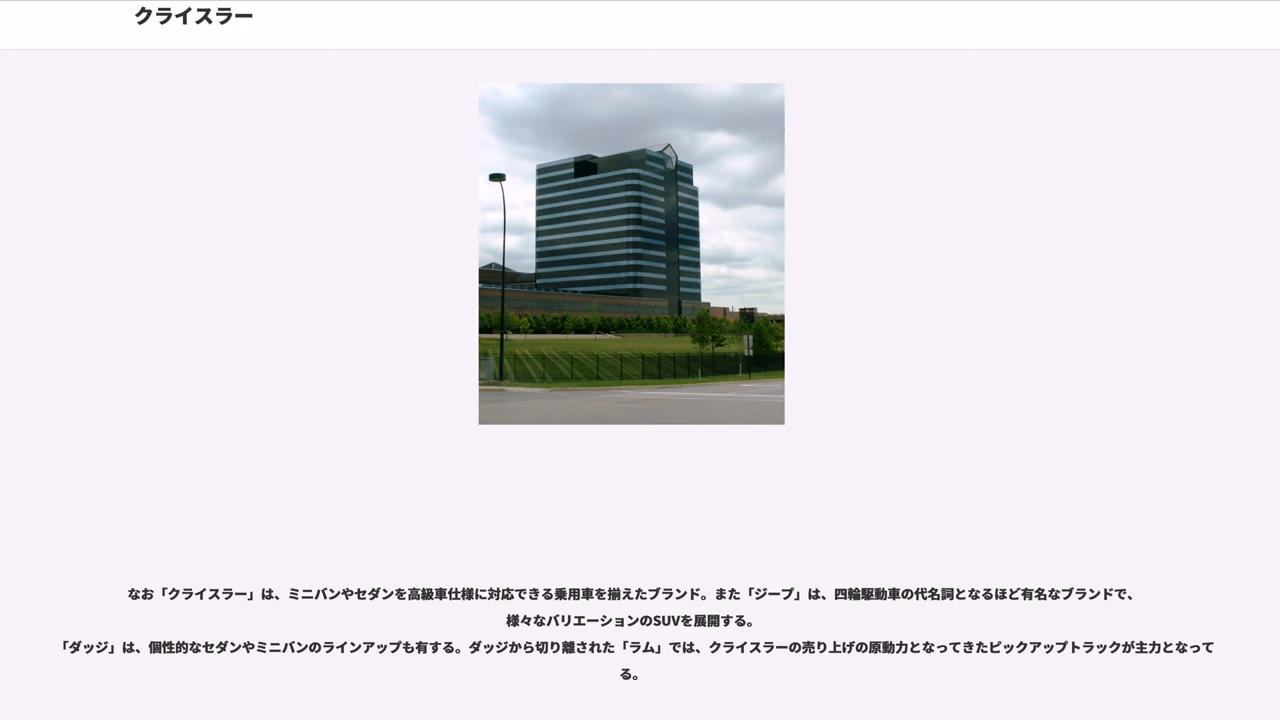 クライスラー
なお「クライスラー」は、ミニバンやセダンを高級車仕様に対応できる乗用車を揃えたブランド。また「ジープ」は、四輪駆動車の代名詞となるほど有名なブランドで、
様々なバリエーションのSUVを展開する。
「ダッジ」は、個性的なセダンやミニバンのラインアップも有する。ダッジから切り離された「ラム」では、クライスラーの売り上げの原動力となってきたピックアップトラックが主力となって
る。